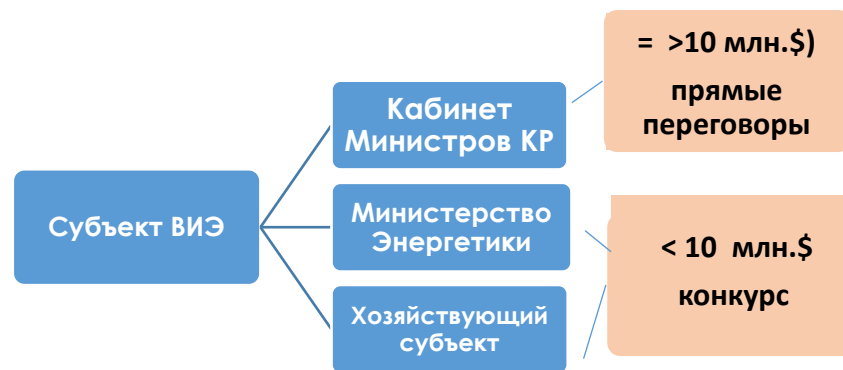 Субъект ВИЭ
Кабинет
Министров КР
Министерство
Энергетики
Хозяйствующий
субъект
= >10 млн.$)
прямые
переговоры
< 10 млн.$
конкурс